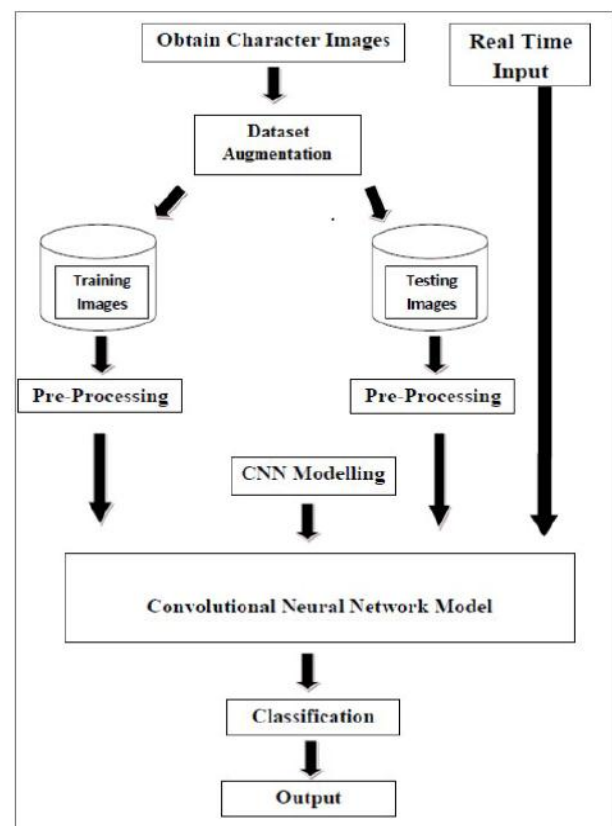 Obtain Character Images
Real Time
Input
Dataset
Augmentation
Training
Images
Testing
Images
Pre-Processing
Pre-Processing
CNN Modelling
Convolutional Neural Network Model
Classification
Output